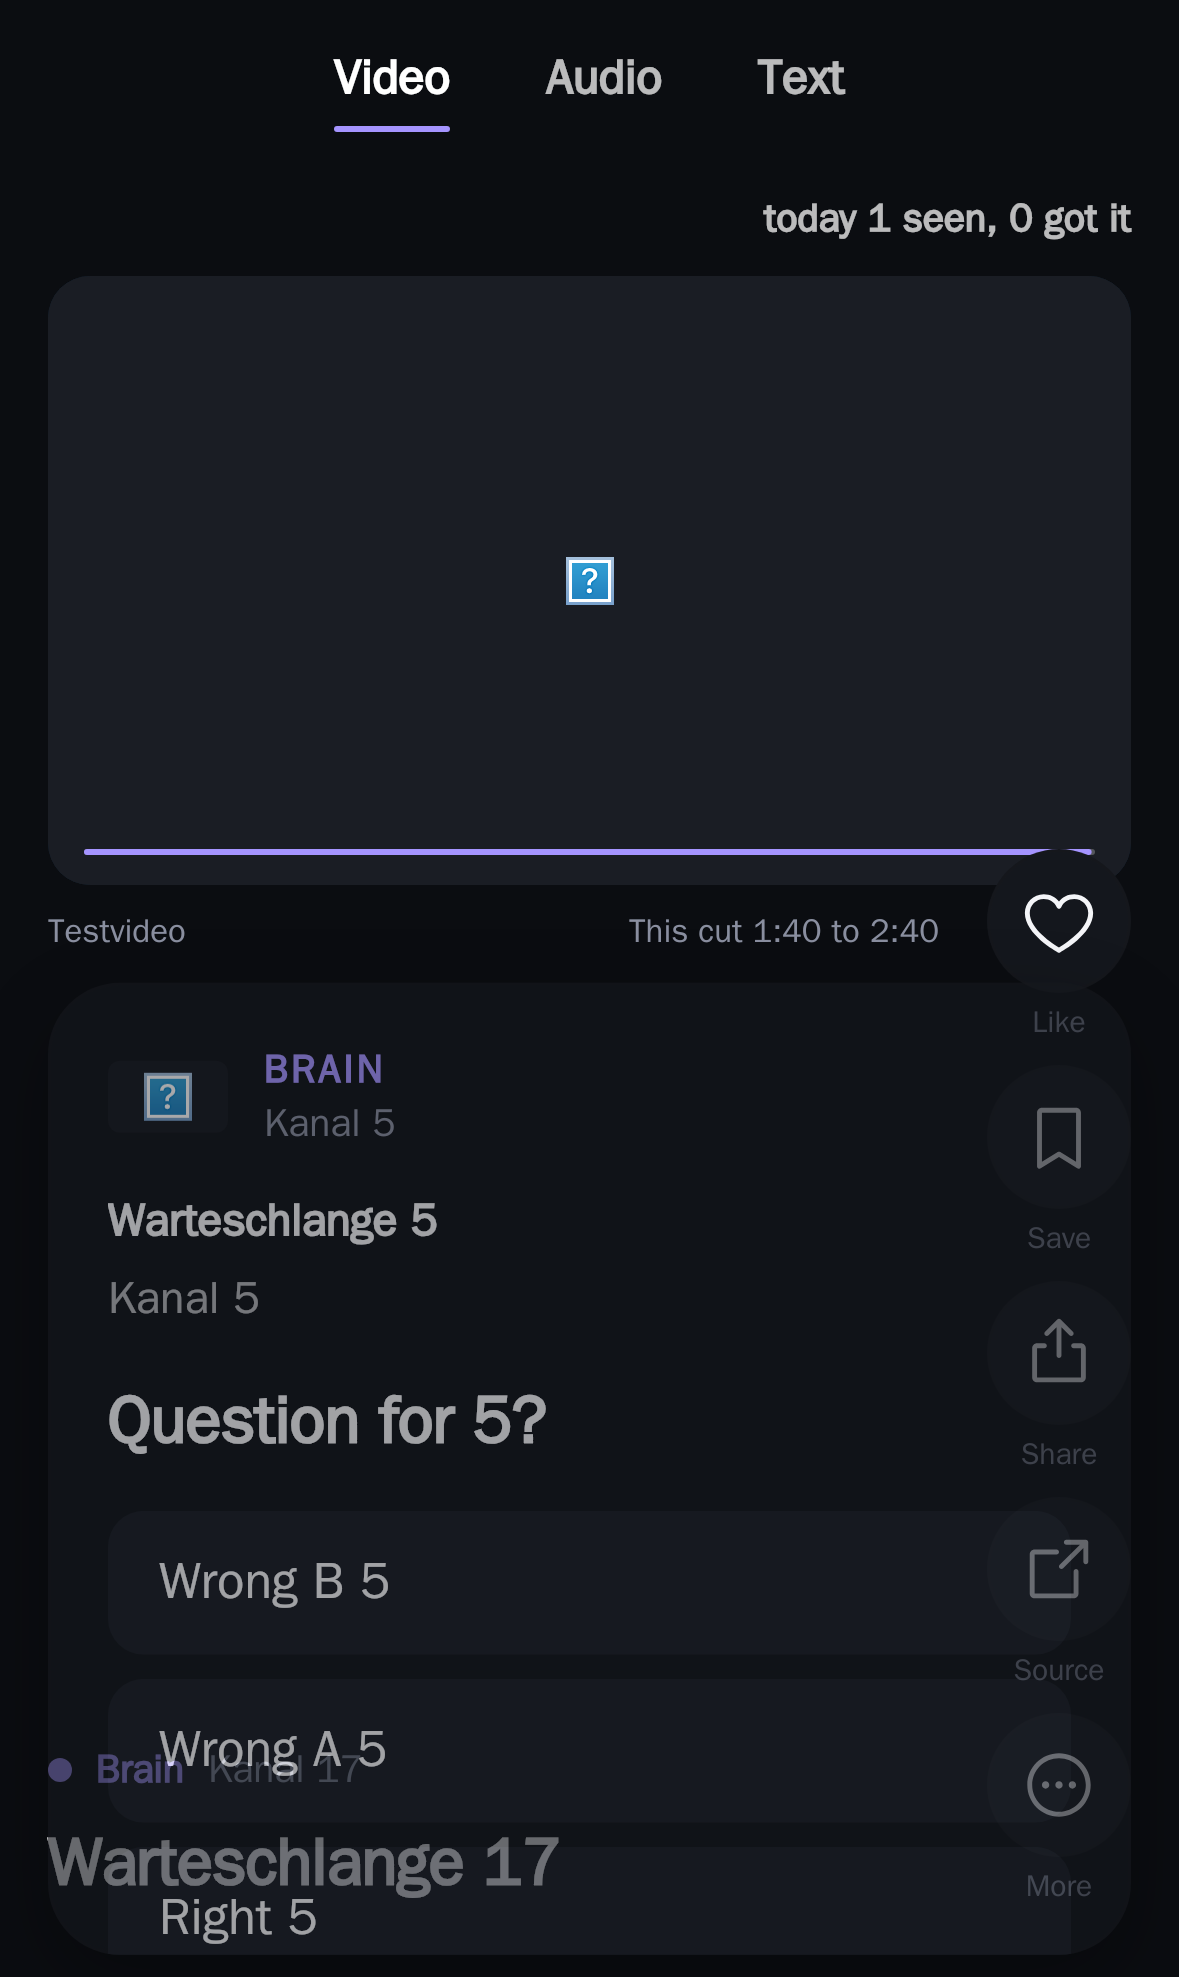 Video Audio Text
today 1 seen, 0 got it
?
Testvideo This cut 1:40 to 2:40
Like
?
BRAIN
Kanal 5
Save
Warteschlange 5
Kanal 5
Question for 5?
Share
Wrong B 5
Source
Wrong A 5
Brain Kanal 17
Warteschlange 17
More
Right 5